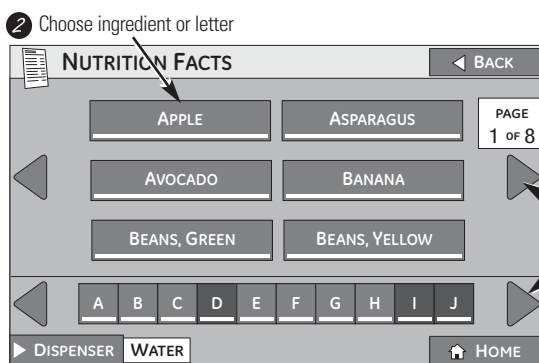 2 Choose ingredient or letter
NUTRITION FACTS
BACK
APPLE ASPARAGUS
PAGE
1 OF 8
AVOCADO BANANA
BEANS, GREEN BEANS, YELLOW
A B C D E F G H I J
DISPENSER WATER HOME